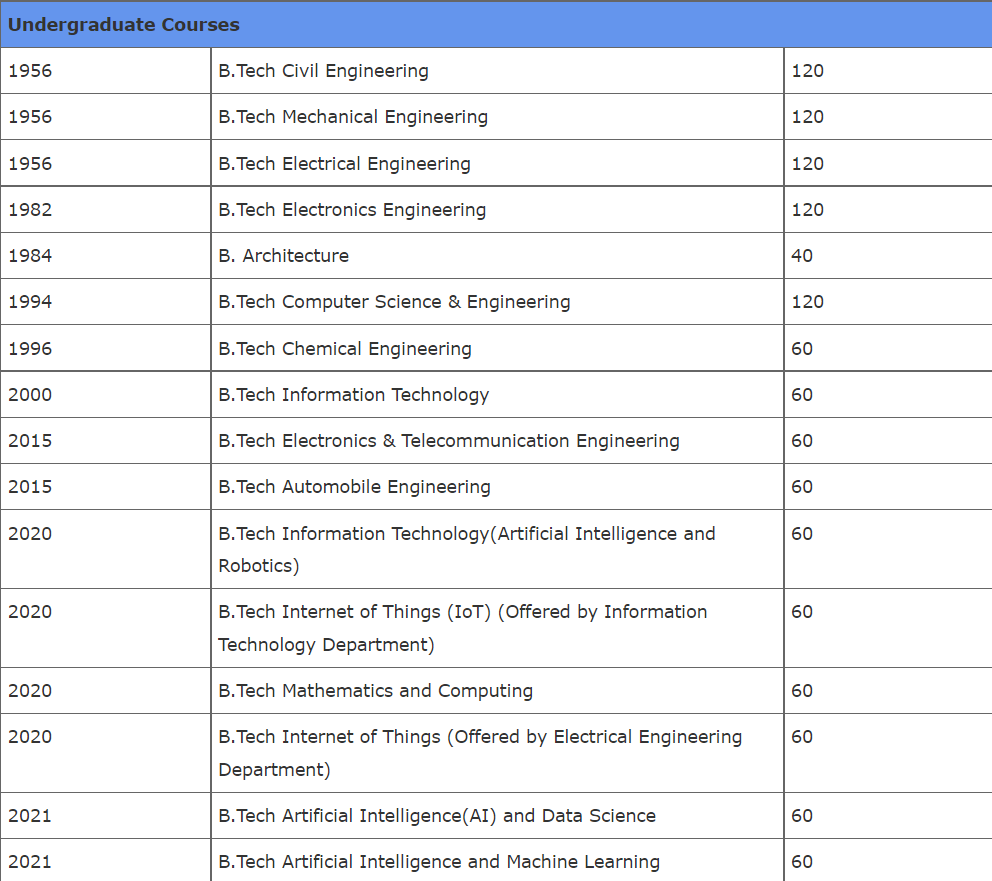 Undergraduate Courses
1956 B.Tech Civil Engineering 120
1956 B.Tech Mechanical Engineering 120
1956 B.Tech Electrical Engineering 120
1982 B.Tech Electronics Engineering 120
1984 B. Architecture 40
1994 B.Tech Computer Science & Engineering 120
1996 B.Tech Chemical Engineering 60
2000 B.Tech Information Technology 60
2015 B.Tech Electronics & Telecommunication Engineering 60
2015 B.Tech Automobile Engineering 60
2020 B.Tech Information Technology(Artificial Intelligence and 60
Robotics)
2020 B.Tech Internet of Things (IoT) (Offered by Information 60
Technology Department)
2020 B.Tech Mathematics and Computing 60
2020 B.Tech Internet of Things (Offered by Electrical Engineering 60
Department)
2021 B.Tech Artificial Intelligence(AI) and Data Science 60
2021 B.Tech Artificial Intelligence and Machine Learning 60